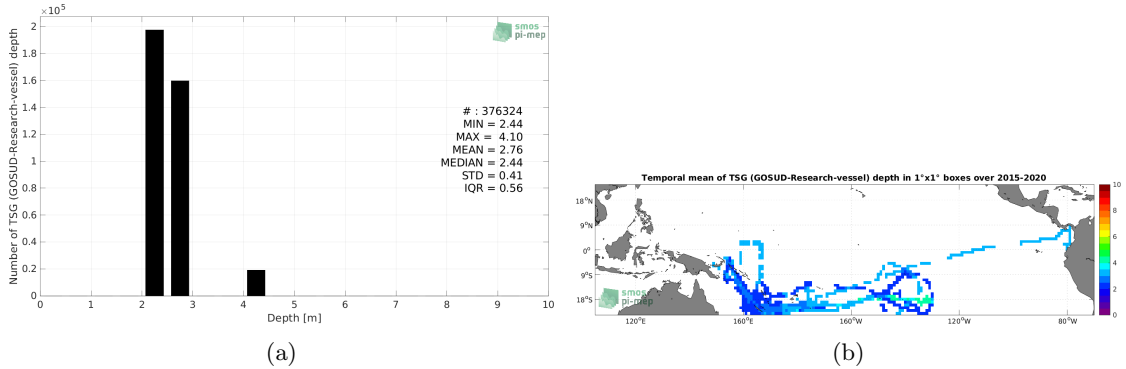 ×10⁵
2
1.8
1.6
1.4
1.2
1
0.8
0.6
0.4
0.2
0
Number of TSG (GOSUD-Research-vessel) depth
smos
pi-mep
# : 376324
MIN = 2.44
MAX = 4.10
MEAN = 2.76
MEDIAN = 2.44
STD = 0.41
IQR = 0.56
0 1 2 3 4 5 6 7 8 9 10
Depth [m]
(a)
Temporal mean of TSG (GOSUD-Research-vessel) depth in 1°x1° boxes over 2015-2020
18°N
9°N
0°
9°S
18°S
smos
pi-mep
120°E 160°E 160°W 120°W 80°W
10
8
6
4
2
0
(b)